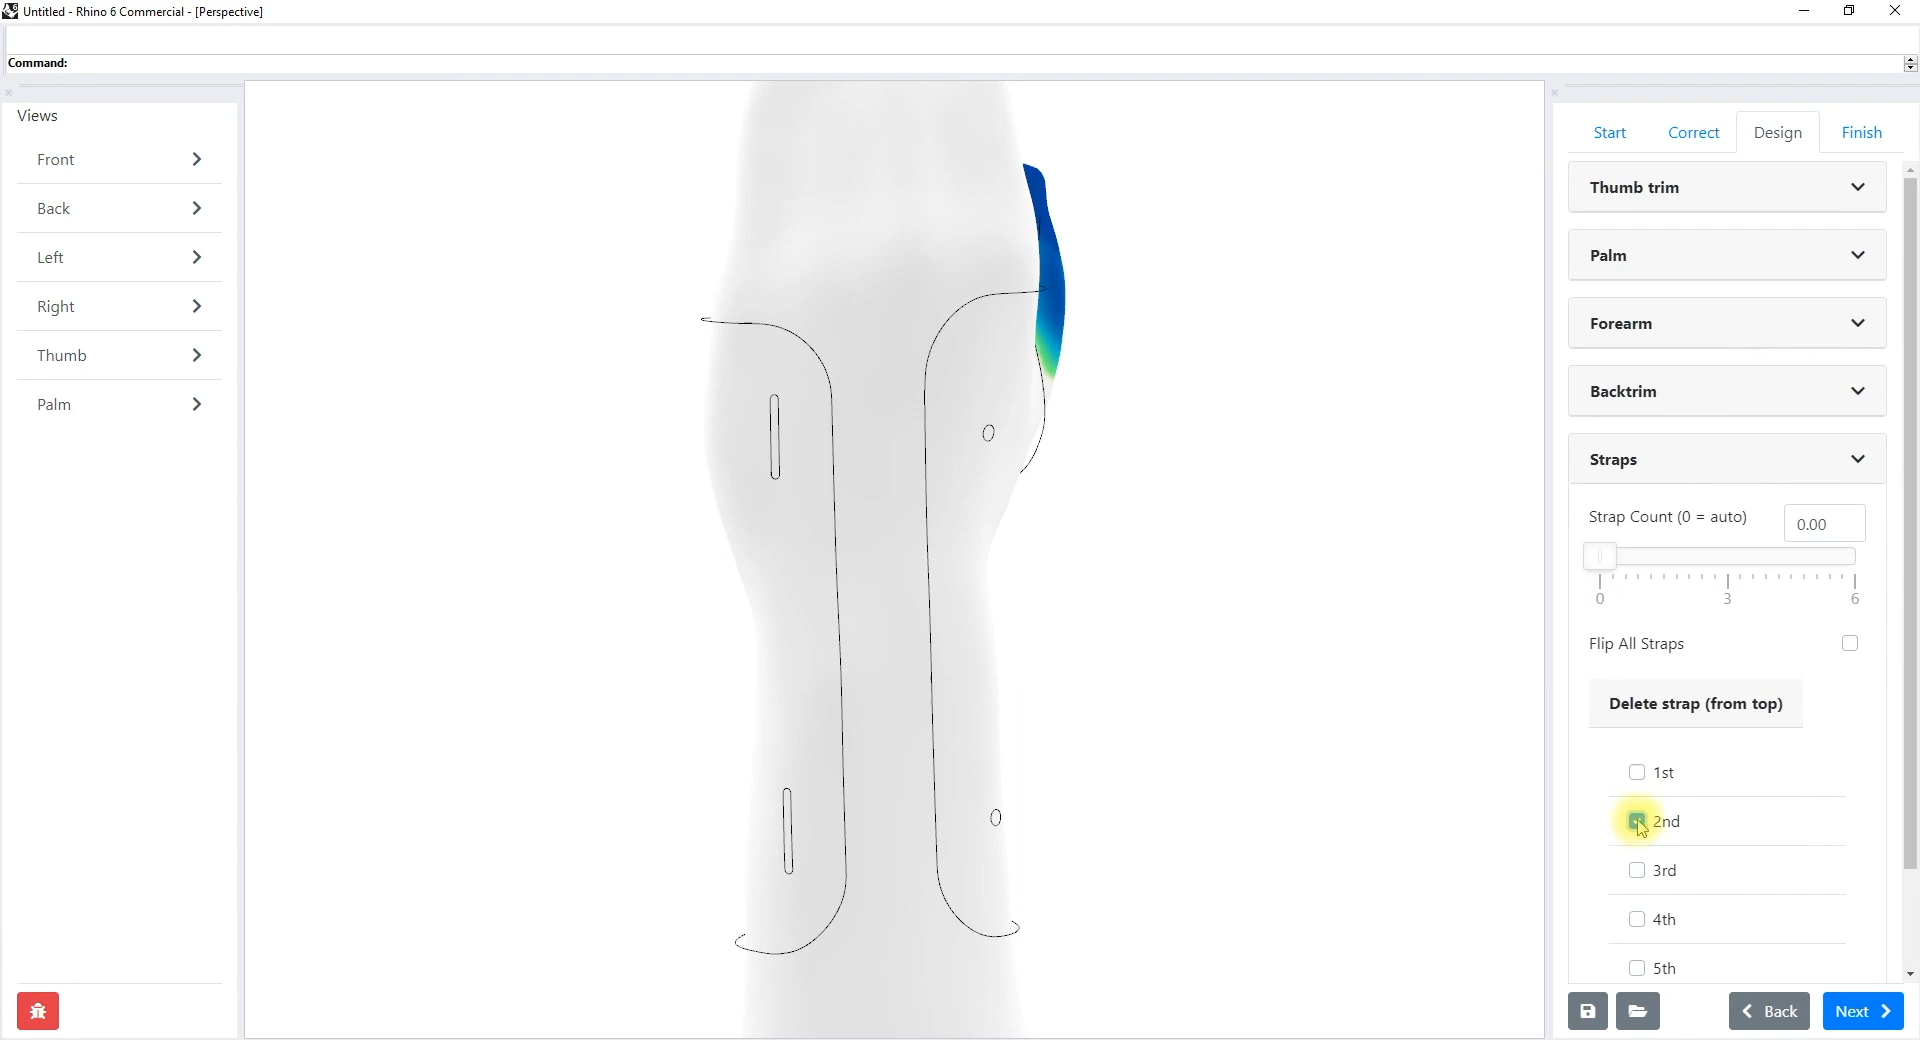 Untitled - Rhino 6 Commercial - [Perspective]
Command:
Views
Front
Back
Left
Right
Thumb
Palm
Start Correct Design Finish
Thumb trim
Palm
Forearm
Backtrim
Straps
Strap Count (0 = auto) 0.00
0 3 6
Flip All Straps
Delete strap (from top)
1st
2nd
3rd
4th
5th
Back Next